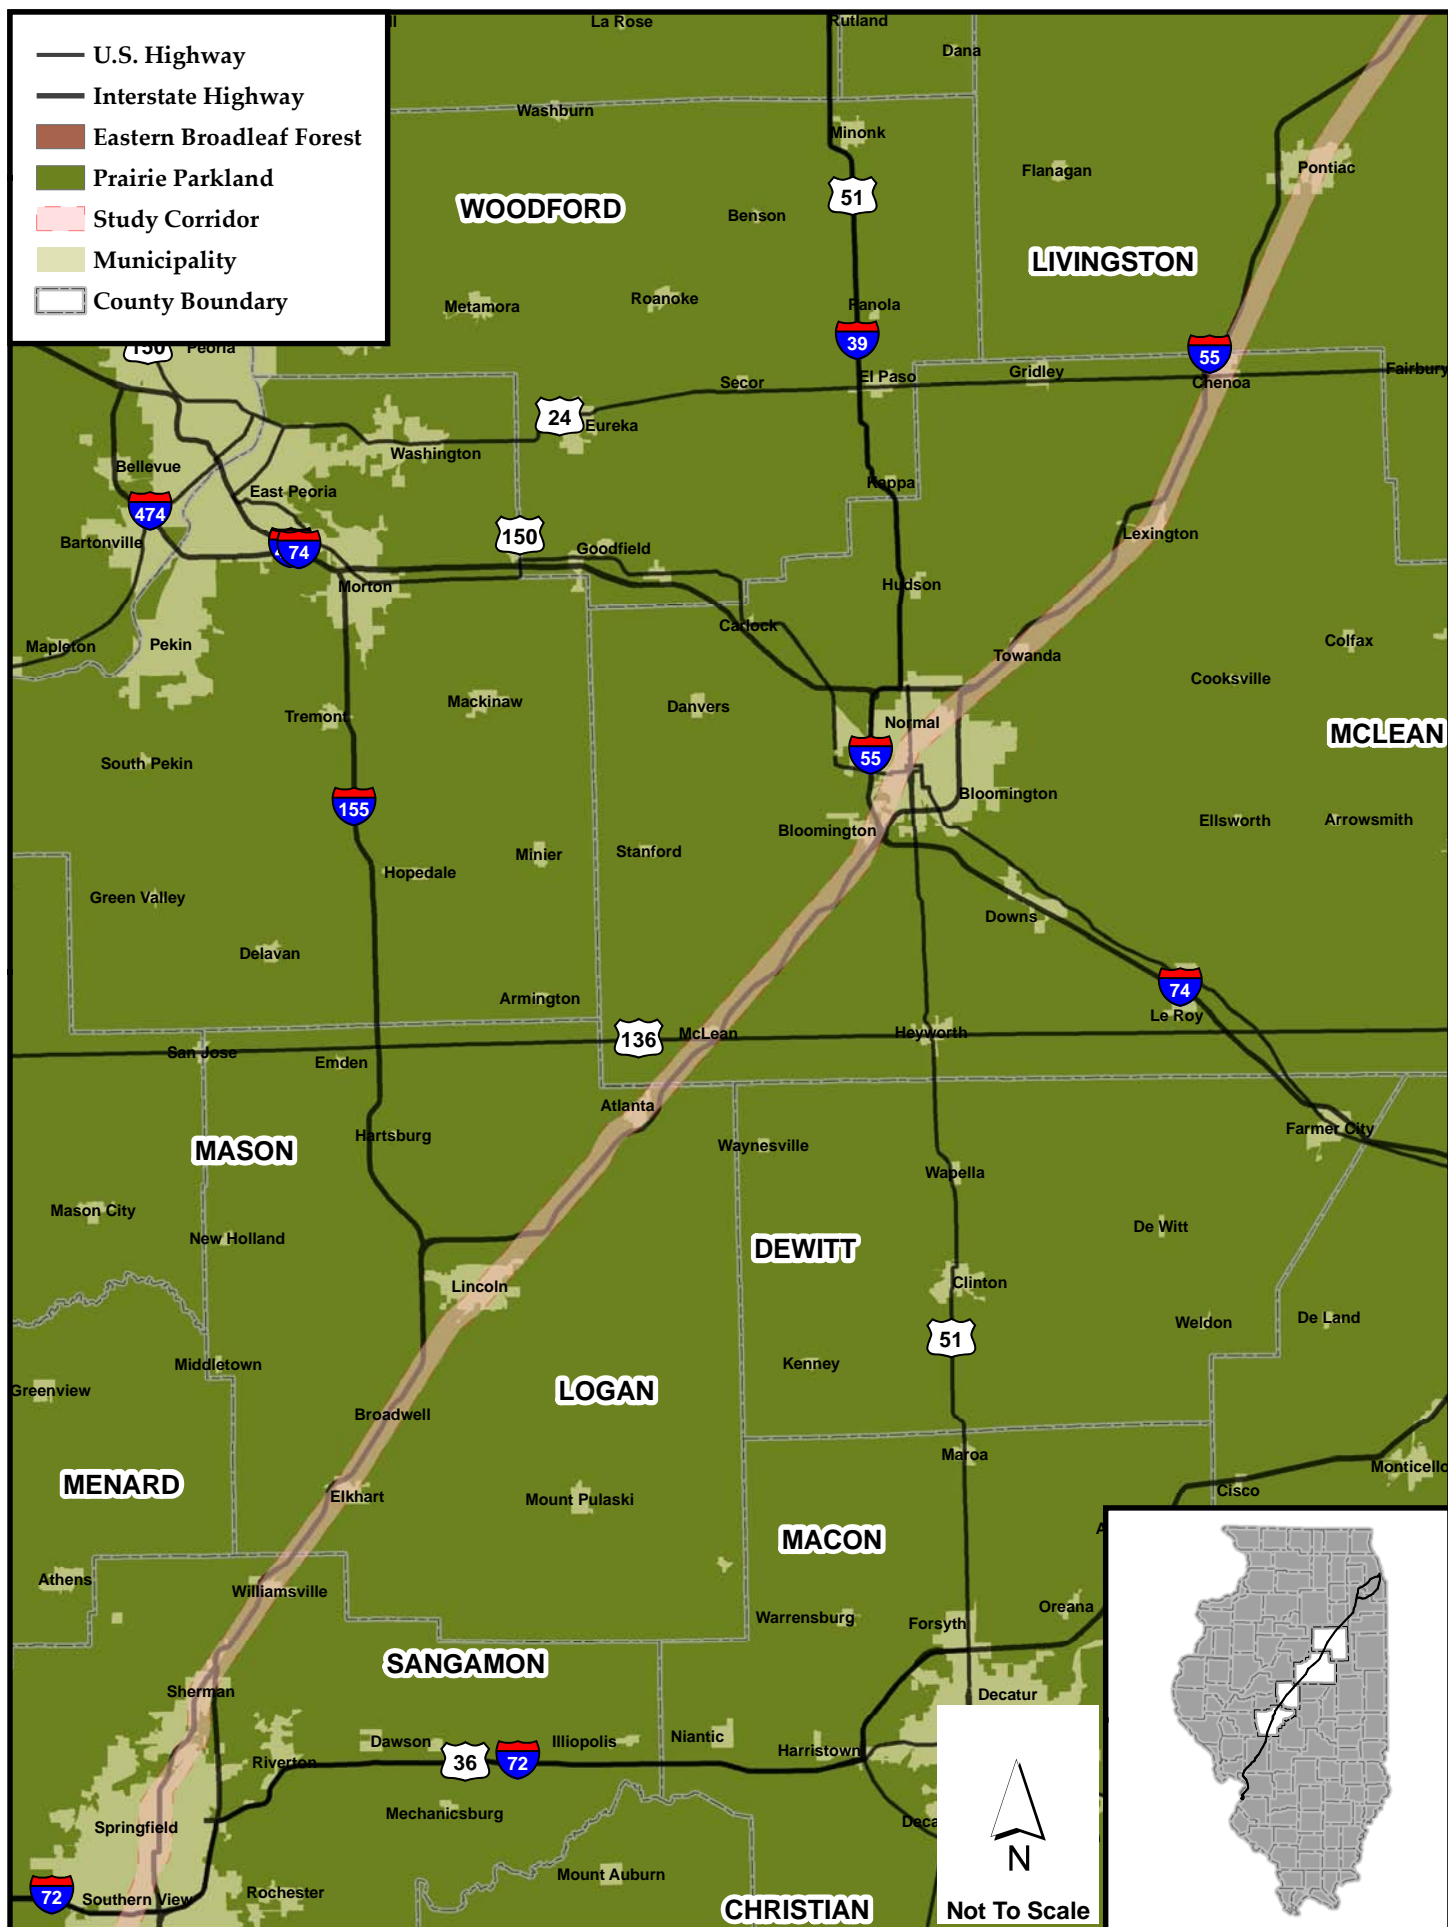 U.S. Highway
Interstate Highway
Eastern Broadleaf Forest
Prairie Parkland
Study Corridor
Municipality
County Boundary
La Rose
Rutland
Dana
Washburn
Minonk
Flanagan
Pontiac
51
WOODFORD
Benson
LIVINGSTON
Metamora
Roanoke
Panola
39
55
150
Peoria
Secor
El Paso
Gridley
Chenoa
Fairbury
24
Eureka
Washington
Bellevue
East Peoria
Kappa
474
Bartonville
74
150
Goodfield
Lexington
Morton
Hudson
Mapleton
Pekin
Carlock
Towanda
Colfax
Cooksville
Mackinaw
Danvers
Tremont
Normal
MCLEAN
South Pekin
55
155
Bloomington
Bloomington
Ellsworth
Arrowsmith
Minier
Stanford
Hopedale
Green Valley
Downs
Delavan
Armington
74
Le Roy
136
McLean
Heyworth
San Jose
Emden
Atlanta
Hartsburg
Farmer City
MASON
Waynesville
Wapella
Mason City
New Holland
De Witt
DEWITT
Lincoln
Clinton
Weldon
De Land
51
Middletown
Kenney
Greenview
LOGAN
Broadwell
Maroa
Monticello
MENARD
Elkhart
Mount Pulaski
Cisco
MACON
Athens
Williamsville
Warrensburg
Forsyth
Oreana
SANGAMON
Sherman
Decatur
Dawson
Illiopolis
Niantic
Harristown
Riverton
36
72
Mechanicsburg
Springfield
Mount Auburn
72
Southern View
Rochester
CHRISTIAN
N
Not To Scale